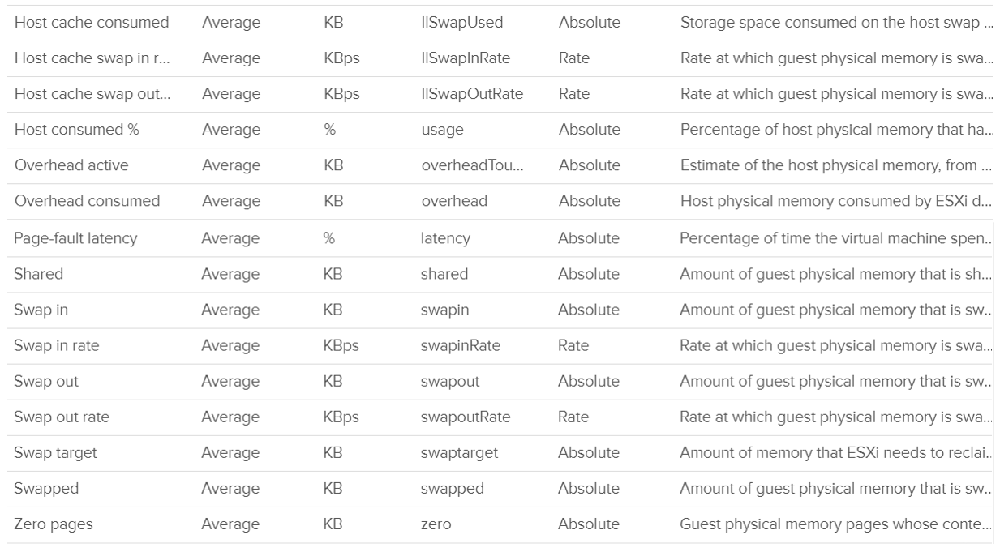 Host cache consumed Average KB llSwapUsed Absolute Storage space consumed on the host swap ...
Host cache swap in r... Average KBps llSwapInRate Rate Rate at which guest physical memory is swa...
Host cache swap out... Average KBps llSwapOutRate Rate Rate at which guest physical memory is swa...
Host consumed % Average % usage Absolute Percentage of host physical memory that ha...
Overhead active Average KB overheadTou... Absolute Estimate of the host physical memory, from ...
Overhead consumed Average KB overhead Absolute Host physical memory consumed by ESXi d...
Page-fault latency Average % latency Absolute Percentage of time the virtual machine spen...
Shared Average KB shared Absolute Amount of guest physical memory that is sh...
Swap in Average KB swapin Absolute Amount of guest physical memory that is sw...
Swap in rate Average KBps swapinRate Rate Rate at which guest physical memory is swa...
Swap out Average KB swapout Absolute Amount of guest physical memory that is sw...
Swap out rate Average KBps swapoutRate Rate Rate at which guest physical memory is swa...
Swap target Average KB swaptarget Absolute Amount of memory that ESXi needs to reclai...
Swapped Average KB swapped Absolute Amount of guest physical memory that is sw...
Zero pages Average KB zero Absolute Guest physical memory pages whose conte...